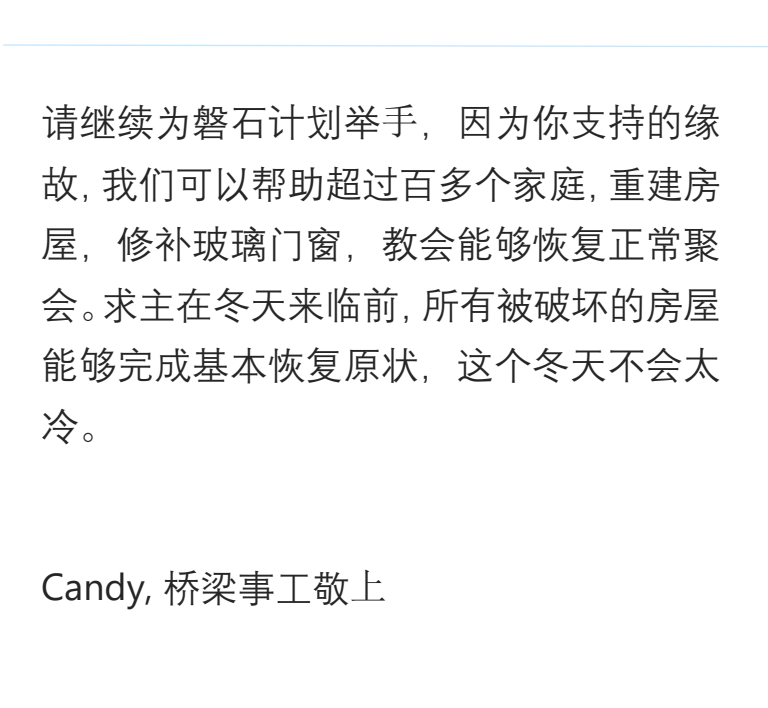 请继续为磐石计划举手，因为你支持的缘
故, 我们可以帮助超过百多个家庭, 重建房
屋，修补玻璃门窗，教会能够恢复正常聚
会。求主在冬天来临前, 所有被破坏的房屋
能够完成基本恢复原状，这个冬天不会太
冷。
Candy, 桥梁事工敬上